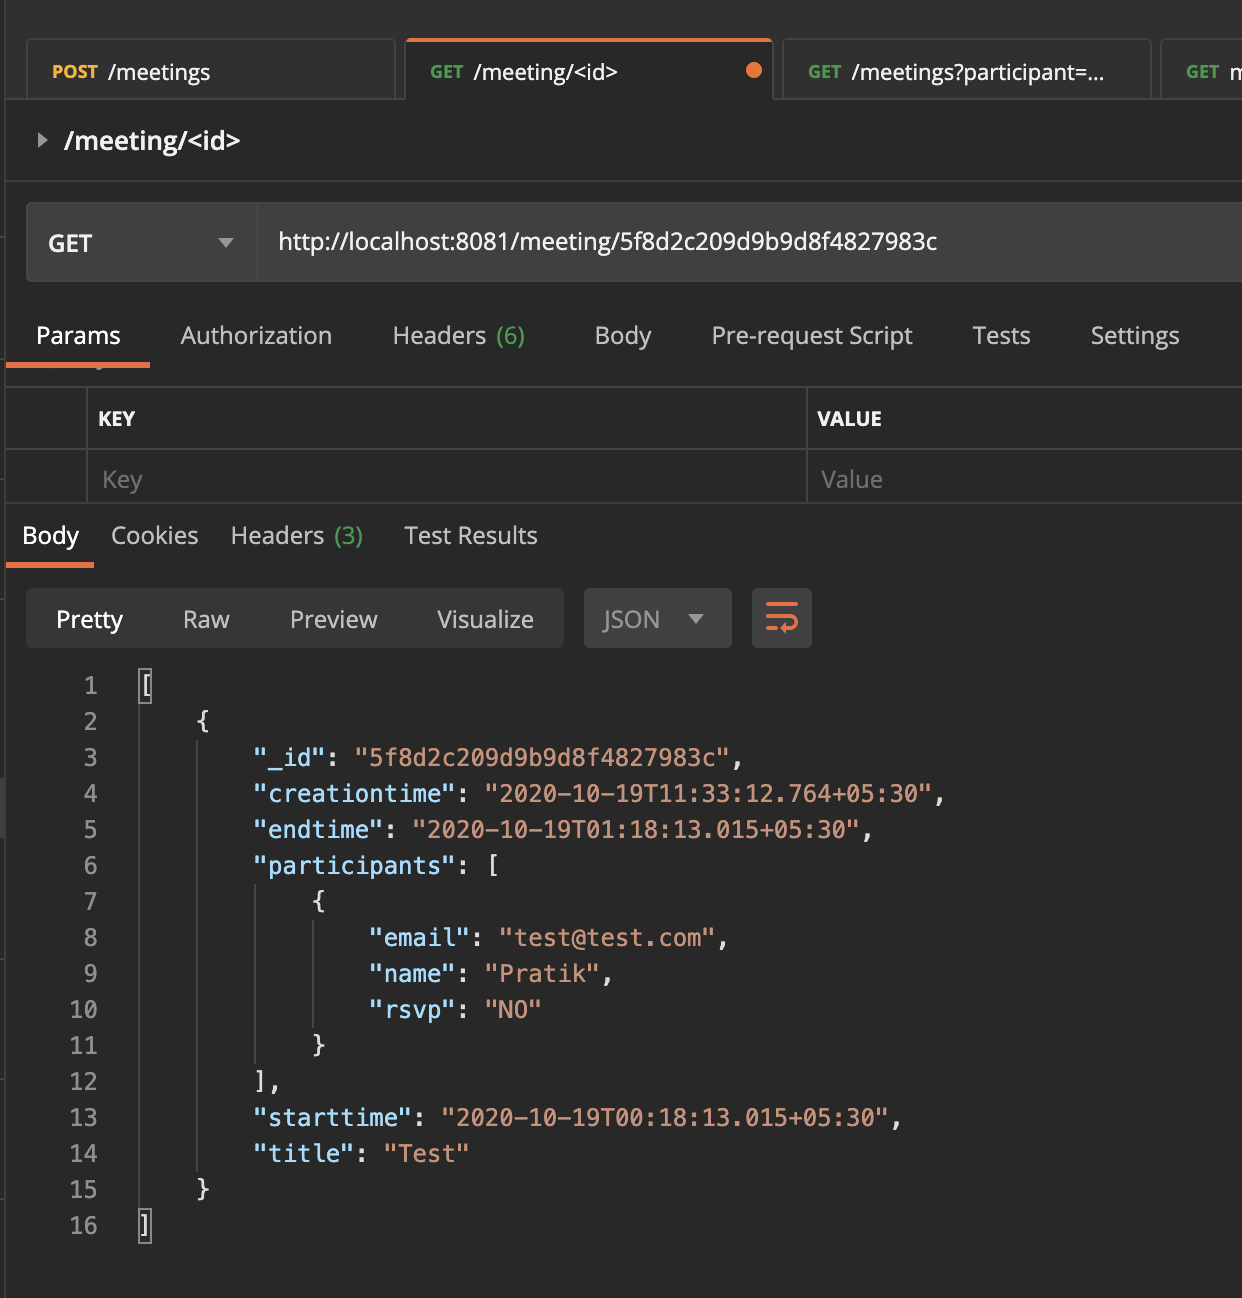 POST /meetings GET /meeting/<id> GET /meetings?participant=... GET
/meeting/<id>
GET http://localhost:8081/meeting/5f8d2c209d9b9d8f4827983c
Params Authorization Headers (6) Body Pre-request Script Tests Settings
KEY VALUE
Key Value
Body Cookies Headers (3) Test Results
Pretty Raw Preview Visualize JSON
1 [
2 {
3 "_id": "5f8d2c209d9b9d8f4827983c",
4 "creationtime": "2020-10-19T11:33:12.764+05:30",
5 "endtime": "2020-10-19T01:18:13.015+05:30",
6 "participants": [
7 {
8 "email": "test@test.com",
9 "name": "Pratik",
10 "rsvp": "NO"
11 }
12 ],
13 "starttime": "2020-10-19T00:18:13.015+05:30",
14 "title": "Test"
15 }
16 ]